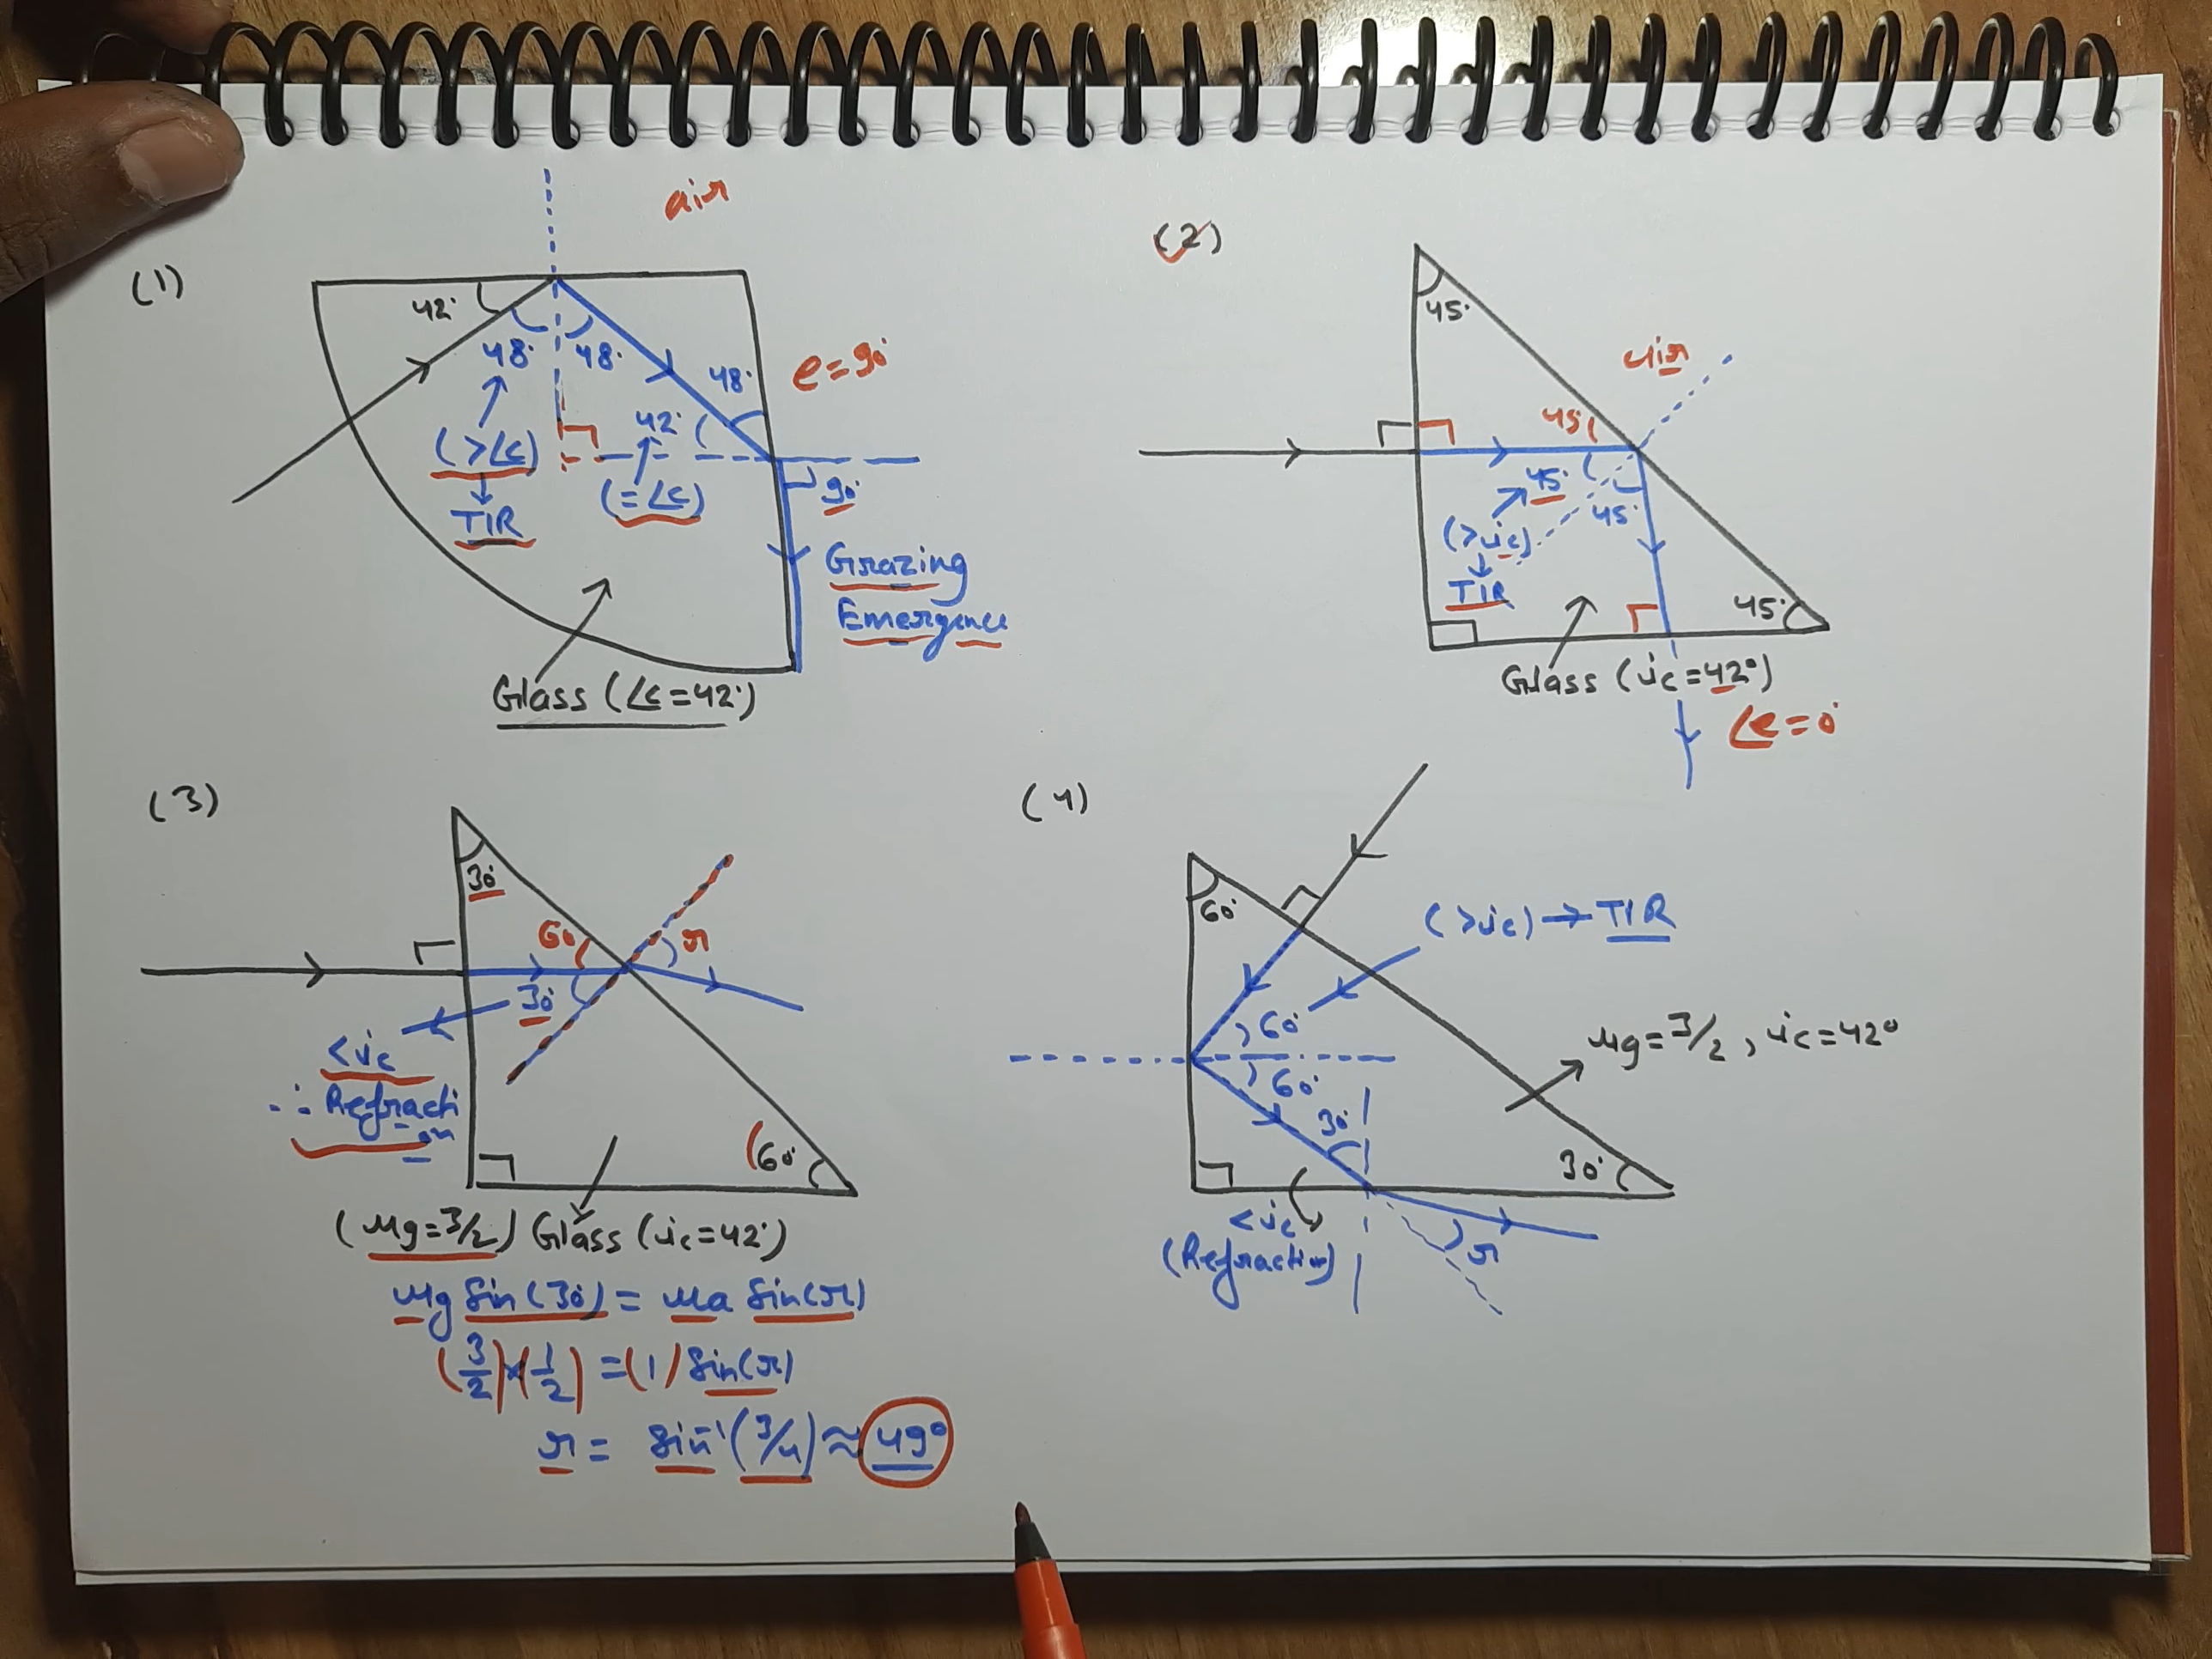 (1)
air
42°
48°
48°
48°
e=90°
(>∠c)
↓
TIR
42°
(=∠c)
90°
Grazing
Emergence
Glass (∠c=42°)
(2)
45°
air
45°
45°
45°
(>ic)
↓
TIR
45°
Glass (ic=42°)
∠e=0°
(3)
30°
60°
r
30°
<ic
∴ Refracti
on
60°
(μg=3/2) Glass (ic=42°)
μg Sin(30°) = μa Sin(r)
(3/2)×(1/2) = (1) Sin(r)
r = Sin⁻¹(3/4) ≈ 49°
(4)
60°
(>ic) → TIR
60°
60°
μg=3/2, ic=42°
30°
30°
<ic
(Refraction)
r